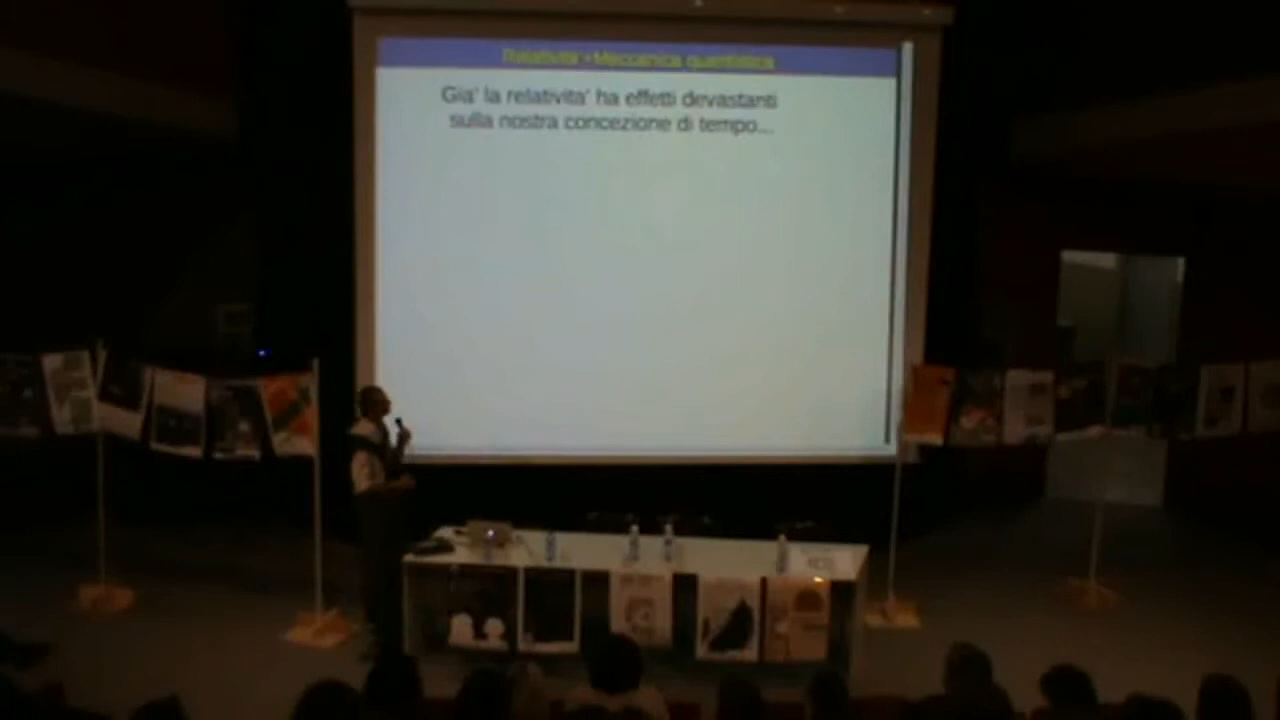 Relativita'+Meccanica quantistica
Gia' la relativita' ha effetti devastanti
sulla nostra concezione di tempo...